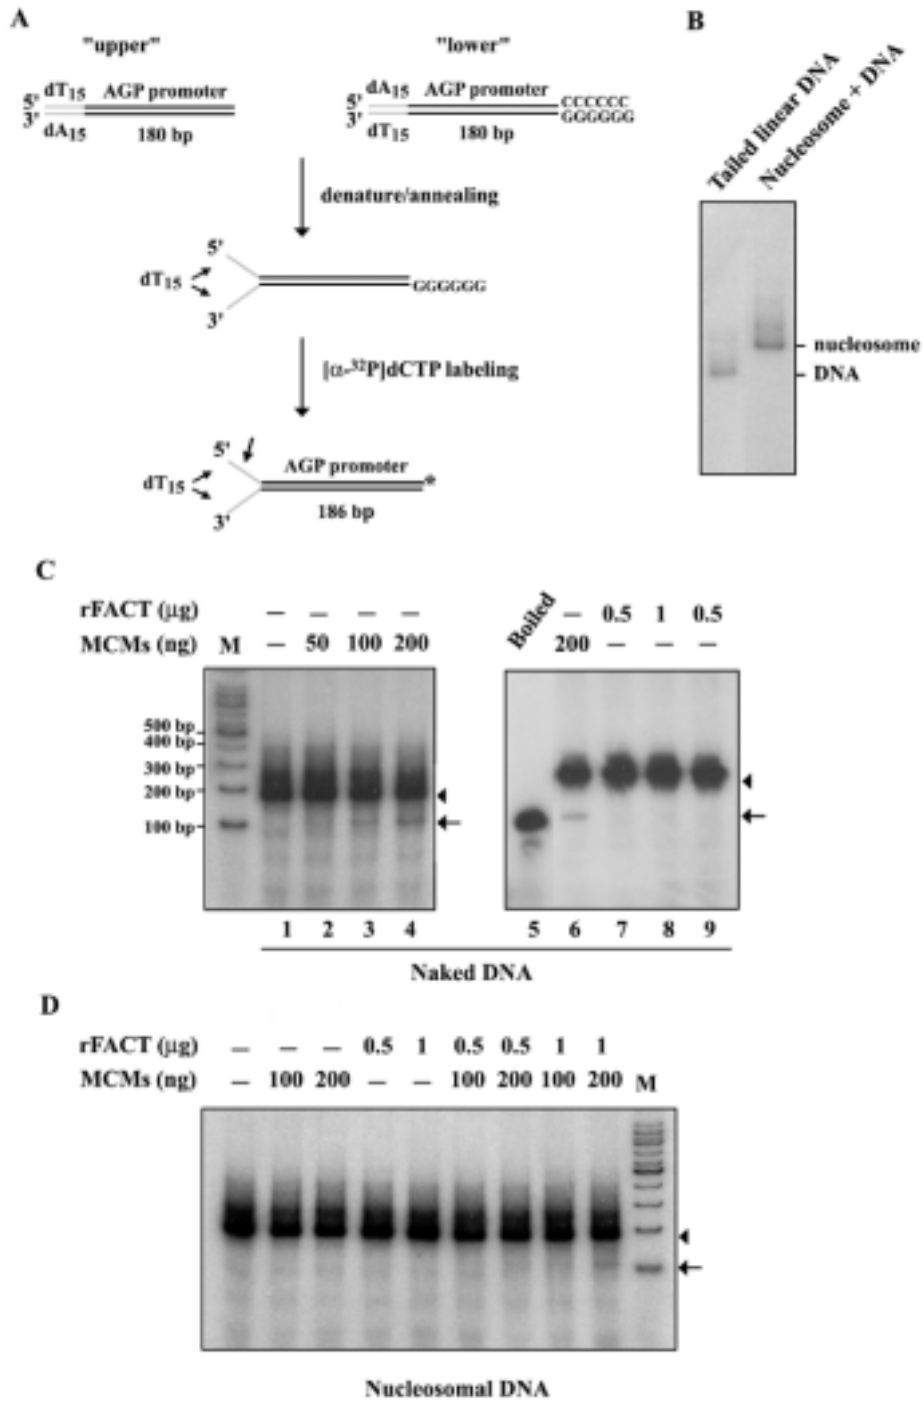 A
"upper"
"lower"
5' dT15 AGP promoter
3' dA15 180 bp
5' dA15 AGP promoter CCCCCC
3' dT15 180 bp GGGGGG
denature/annealing
5'
dT15
GGGGGG
3'
[α-32P]dCTP labeling
5'
AGP promoter
*
dT15
186 bp
3'
B
Tailed linear DNA
Nucleosome + DNA
nucleosome
DNA
C
rFACT (μg) – – – – – 0.5 1 0.5
MCMs (ng) M – 50 100 200 Boiled 200 – – –
500 bp
400 bp
300 bp
200 bp
100 bp
1 2 3 4 5 6 7 8 9
Naked DNA
D
rFACT (μg) – – – 0.5 1 0.5 0.5 1 1
MCMs (ng) – 100 200 – – 100 200 100 200 M
Nucleosomal DNA